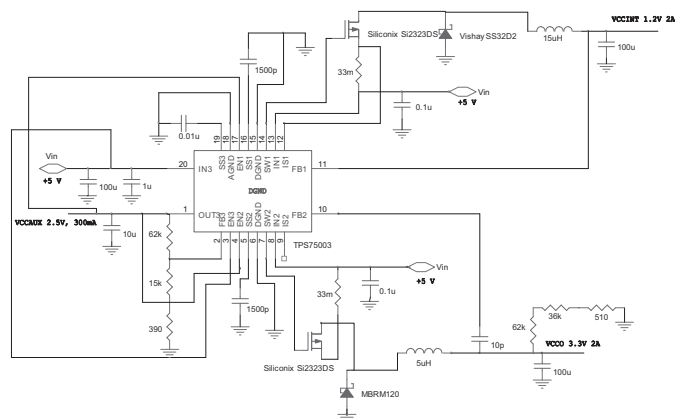 Siliconix Si2323DS
Vishay SS32D2
15uH
VCCINT 1.2V 2A
100u
1500p
33m
Vin
+5 V
0.1u
0.01u
19 18 17 16 15 14 13 12
SS3 AGND EN1 SS1 DGND SW1 IN1 IS1
Vin
+5 V
100u
1u
20
IN3
FB1
11
DGND
1
OUT3
FB2
10
FB3 EN3 EN2 SS2 DGND SW2 IN2 IS2
2 3 4 5 6 7 8 9
TPS75003
VCCAUX 2.5V, 300mA
10u
62k
15k
390
1500p
33m
0.1u
Vin
+5 V
Siliconix Si2323DS
MBRM120
5uH
10p
62k
36k
510
VCCO 3.3V 2A
100u